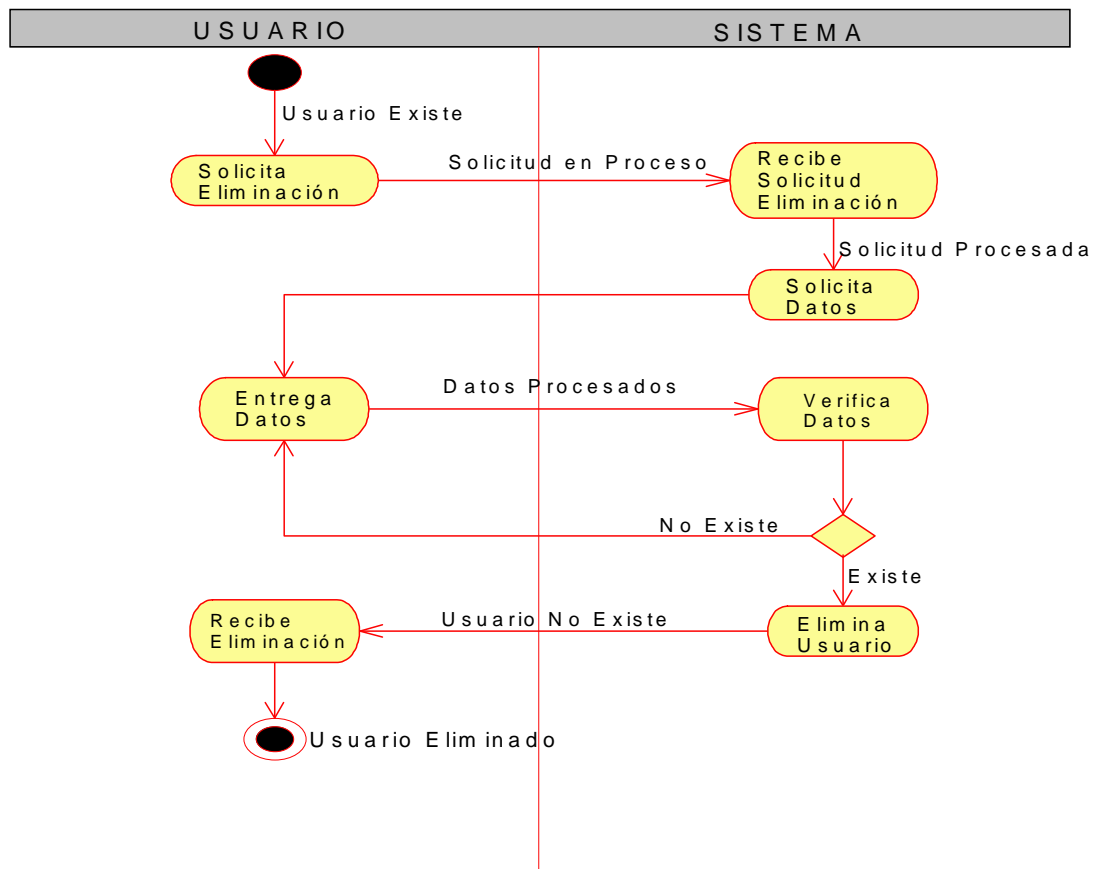 USUARIO
SISTEMA
Usuario Existe
Solicita
Eliminación
Solicitud en Proceso
Recibe
Solicitud
Eliminación
Solicitud Procesada
Solicita
Datos
Entrega
Datos
Datos Procesados
Verifica
Datos
No Existe
Existe
Recibe
Eliminación
Usuario No Existe
Elimina
Usuario
Usuario Eliminado